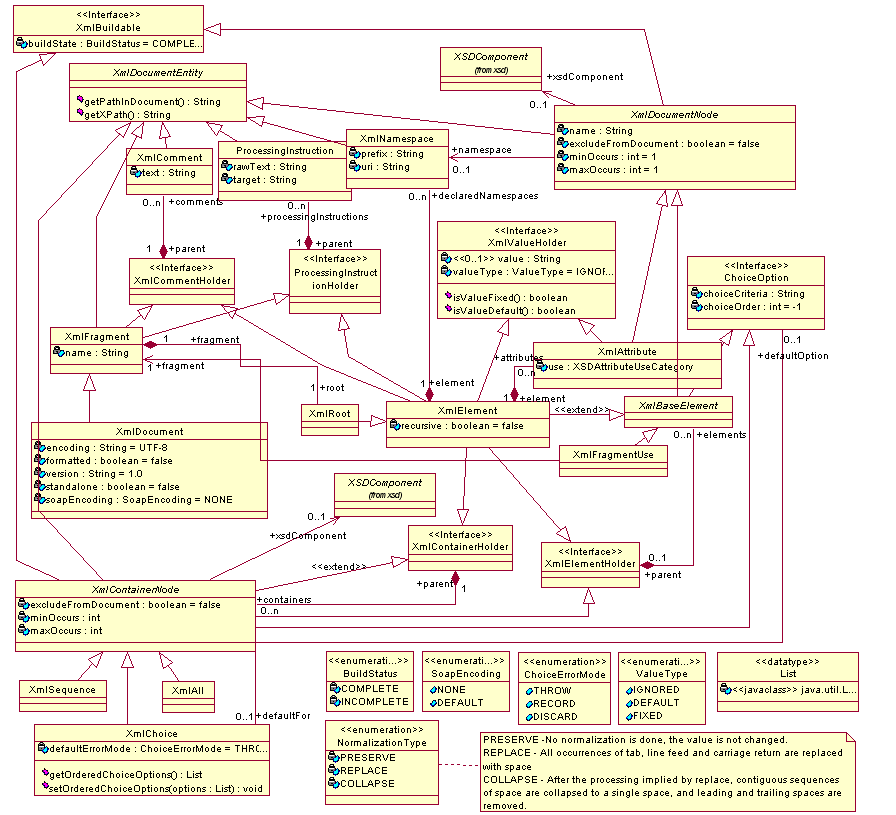 <<Interface>>
XmlBuildable
buildState : BuildStatus = COMPLE...
XmlDocumentEntity
getPathInDocument() : String
getXPath() : String
XSDComponent
(from xsd)
+xsdComponent
0..1
XmlDocumentNode
name : String
excludeFromDocument : boolean = false
minOccurs : int = 1
maxOccurs : int = 1
XmlComment
text : String
ProcessingInstruction
rawText : String
target : String
XmlNamespace
prefix : String
uri : String
+namespace
0..1
0..n
+comments
0..n
+processingInstructions
0..n
+declaredNamespaces
1
+parent
1
+parent
<<Interface>>
XmlCommentHolder
<<Interface>>
ProcessingInstruct
ionHolder
<<Interface>>
XmlValueHolder
<<0..1>> value : String
valueType : ValueType = IGNOR...
isValueFixed() : boolean
isValueDefault() : boolean
<<Interface>>
ChoiceOption
choiceCriteria : String
choiceOrder : int = -1
0..1
+defaultOption
XmlFragment
name : String
1
+fragment
1
+fragment
+attributes
0..n
XmlAttribute
use : XSDAttributeUseCategory
1
+root
1
+element
1
+element
XmlRoot
XmlElement
recursive : boolean = false
<<extend>>
XmlBaseElement
0..n
+elements
XmlDocument
encoding : String = UTF-8
formatted : boolean = false
version : String = 1.0
standalone : boolean = false
soapEncoding : SoapEncoding = NONE
XmlFragmentUse
XSDComponent
(from xsd)
0..1
+xsdComponent
<<Interface>>
XmlContainerHolder
<<Interface>>
XmlElementHolder
0..1
+parent
<<extend>>
+parent
1
+containers
0..n
XmlContainerNode
excludeFromDocument : boolean = false
minOccurs : int
maxOccurs : int
XmlSequence
XmlAll
0..1
+defaultFor
XmlChoice
defaultErrorMode : ChoiceErrorMode = THR...
getOrderedChoiceOptions() : List
setOrderedChoiceOptions(options : List) : void
<<enumerati...>>
BuildStatus
COMPLETE
INCOMPLETE
<<enumerati...>>
SoapEncoding
NONE
DEFAULT
<<enumeration>>
ChoiceErrorMode
THROW
RECORD
DISCARD
<<enumerati...>>
ValueType
IGNORED
DEFAULT
FIXED
<<datatype>>
List
<<javaclass>> java.util.L...
<<enumeration>>
NormalizationType
PRESERVE
REPLACE
COLLAPSE
PRESERVE -No normalization is done, the value is not changed.
REPLACE - All occurrences of tab, line feed and carriage return are replaced
with space
COLLAPSE - After the processing implied by replace, contiguous sequences
of space are collapsed to a single space, and leading and trailing spaces are
removed.